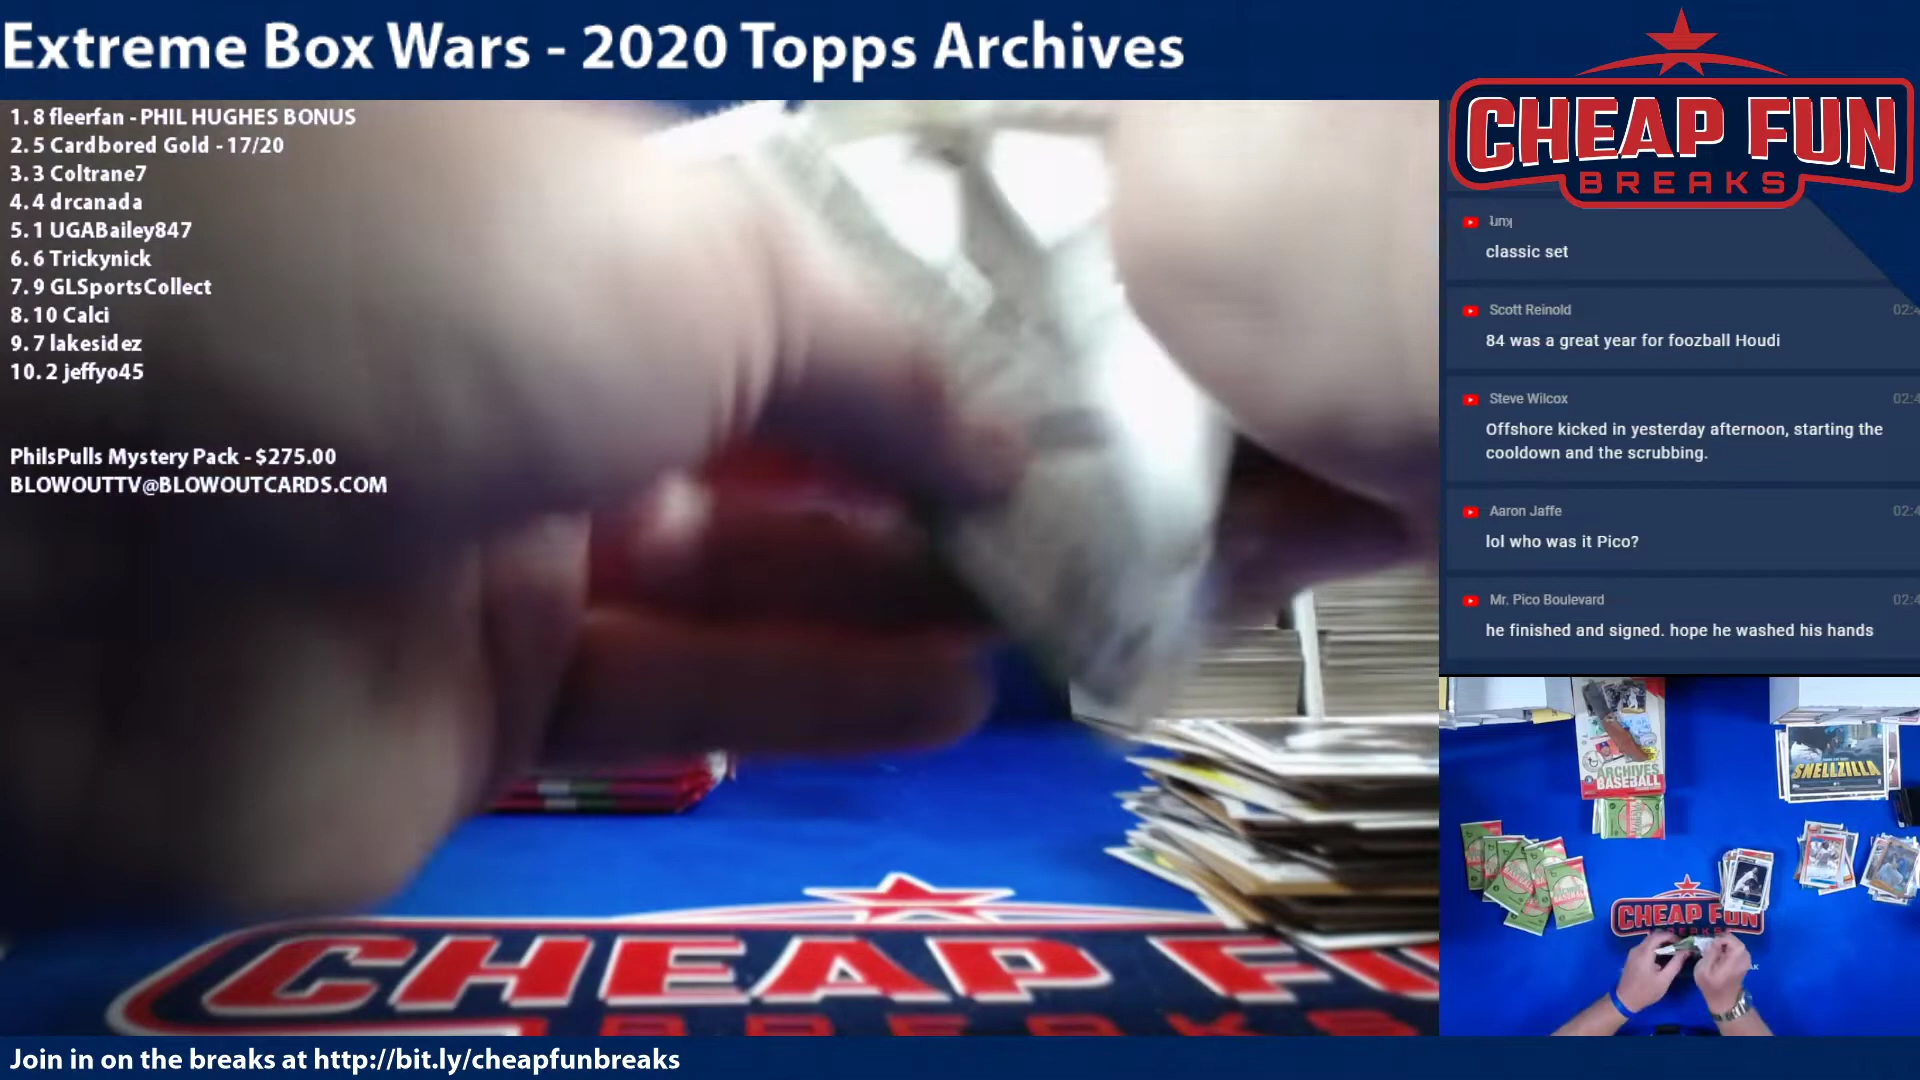 Extreme Box Wars - 2020 Topps Archives
1. 8 fleerfan - PHIL HUGHES BONUS
2. 5 Cardbored Gold - 17/20
3. 3 Coltrane7
4. 4 drcanada
5. 1 UGABailey847
6. 6 Trickynick
7. 9 GLSportsCollect
8. 10 Calci
9. 7 lakesidez
10. 2 jeffyo45
PhilsPulls Mystery Pack - $275.00
BLOWOUTTV@BLOWOUTCARDS.COM
CHEAP FUN
BREAKS
classic set
Scott Reinold
84 was a great year for foozball Houdi
Steve Wilcox
Offshore kicked in yesterday afternoon, starting the
cooldown and the scrubbing.
Aaron Jaffe
lol who was it Pico?
Mr. Pico Boulevard
he finished and signed. hope he washed his hands
SNELLZILLA
ARCHIVES
BASEBALL
CHEAP FUN
BREAKS
CHEAP FU
BREAKS
Join in on the breaks at http://bit.ly/cheapfunbreaks